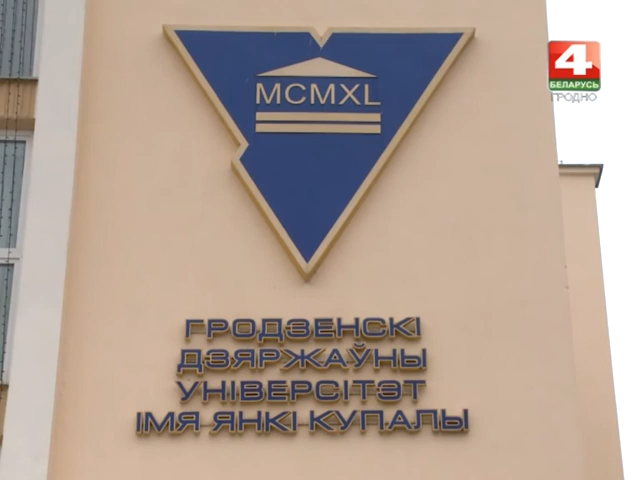 MCMXL
4
БЕЛАРУСЬ
ГРОДНО
ГРОДЗЕНСКІ
ДЗЯРЖАЎНЫ
УНІВЕРСІТЭТ
ІМЯ ЯНКІ КУПАЛЫ